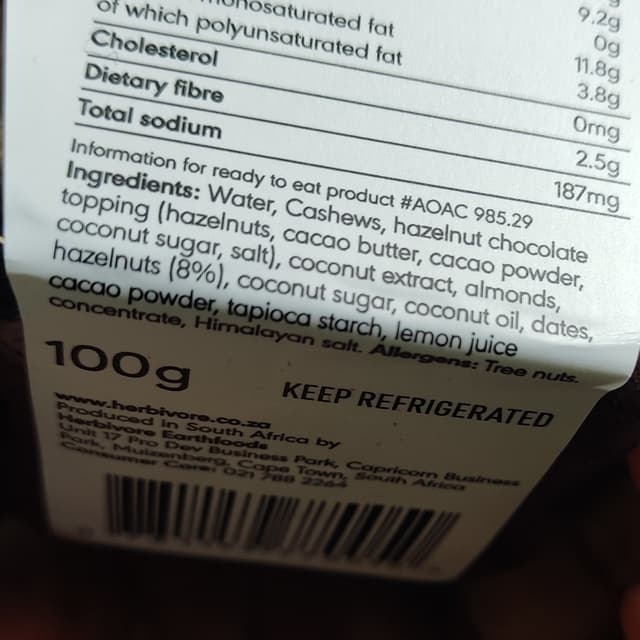 monosaturated fat 9.2g
of which polyunsaturated fat 0g
11.8g
Cholesterol 3.8g
Dietary fibre 0mg
Total sodium 2.5g
187mg
Information for ready to eat product #AOAC 985.29
Ingredients: Water, Cashews, hazelnut chocolate
topping (hazelnuts, cacao butter, cacao powder,
coconut sugar, salt), coconut extract, almonds,
hazelnuts (8%), coconut sugar, coconut oil, dates,
cacao powder, tapioca starch, lemon juice
concentrate, Himalayan salt. Allergens: Tree nuts.
100g KEEP REFRIGERATED
www.herbivore.co.za
Produced in South Africa by
Herbivore Earthfoods
Unit 17 Pro Dev Business Park, Capricorn Business
Park, Muizenberg, Cape Town, South Africa
Consumer Care: 021 788 2264